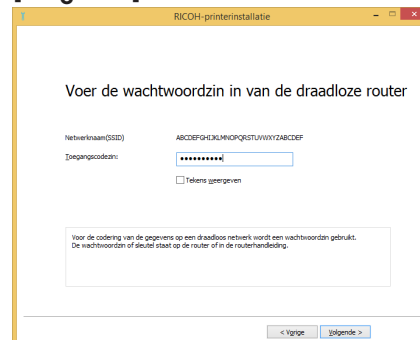 RICOH-printerinstallatie
Voer de wachtwoordzin in van de draadloze router
Netwerknaam(SSID) ABCDEFGHIJKLMNOPQRSTUVWXYZABCDEF
Toegangscodezin: ●●●●●●●●●●
Tekens weergeven
Voor de codering van de gegevens op een draadloos netwerk wordt een wachtwoordzin gebruikt.
De wachtwoordzin of sleutel staat op de router of in de routerhandleiding.
< Vorige Volgende >